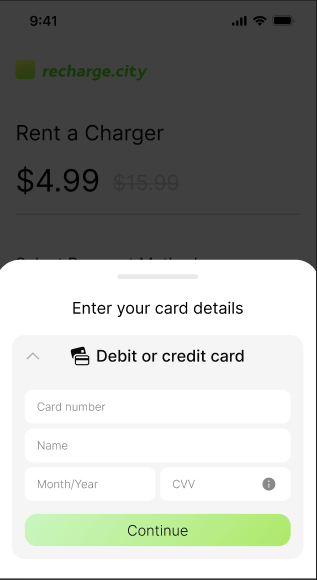 9:41
recharge.city
Rent a Charger
$4.99 $15.99
Enter your card details
Debit or credit card
Card number
Name
Month/Year CVV
Continue